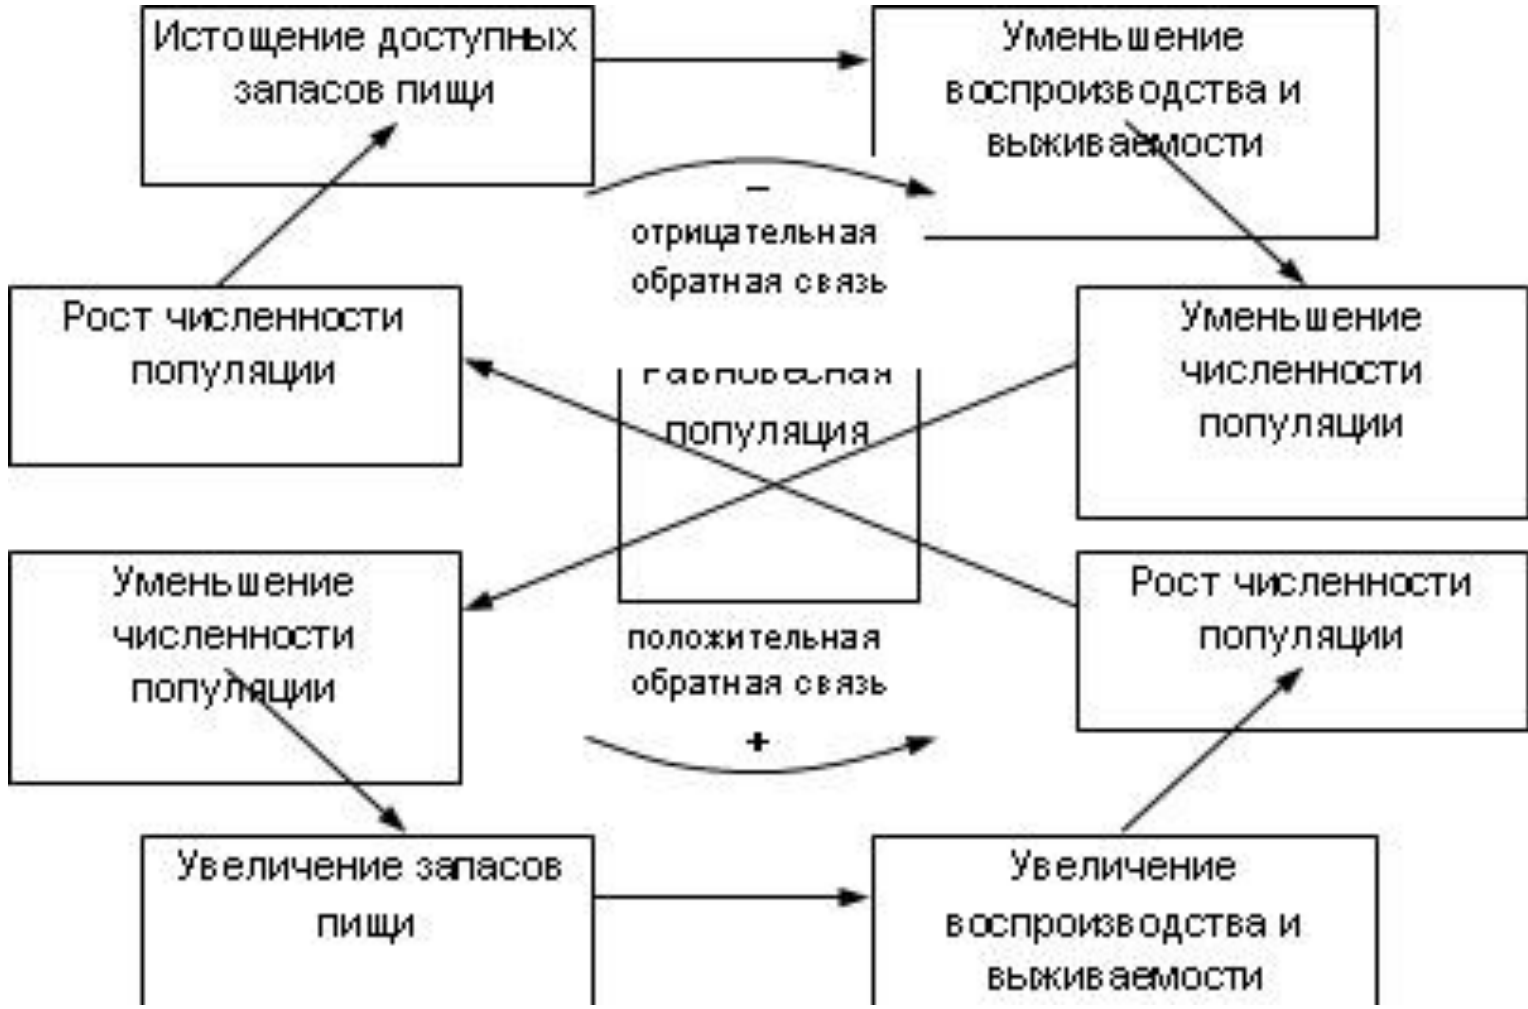 Истощение доступных
запасов пищи
Уменьшение
воспроизводства и
выживаемости
–
отрицательная
обратная связь
Рост численности
популяции
Уменьшение
численности
популяции
Равновесная
популяция
Уменьшение
численности
популяции
Рост численности
популяции
положительная
обратная связь
+
Увеличение запасов
пищи
Увеличение
воспроизводства и
выживаемости